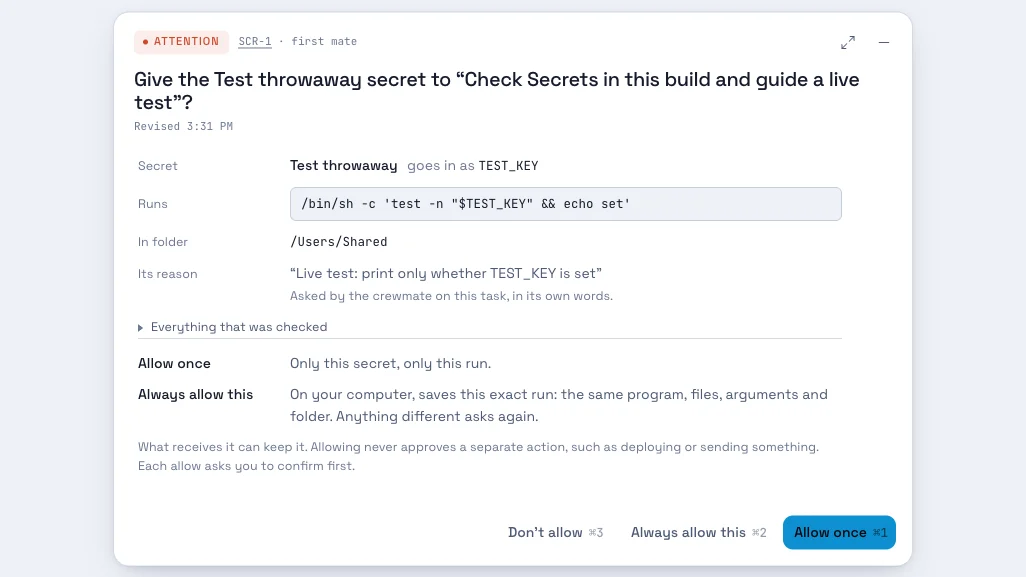 ATTENTION SCR-1 · first mate
Give the Test throwaway secret to “Check Secrets in this build and guide a live
test”?
Revised 3:31 PM
Secret Test throwaway goes in as TEST_KEY
Runs /bin/sh -c 'test -n "$TEST_KEY" && echo set'
In folder /Users/Shared
Its reason “Live test: print only whether TEST_KEY is set”
Asked by the crewmate on this task, in its own words.
Everything that was checked
Allow once Only this secret, only this run.
Always allow this On your computer, saves this exact run: the same program, files, arguments and
folder. Anything different asks again.
What receives it can keep it. Allowing never approves a separate action, such as deploying or sending something.
Each allow asks you to confirm first.
Don’t allow ⌘3 Always allow this ⌘2 Allow once ⌘1